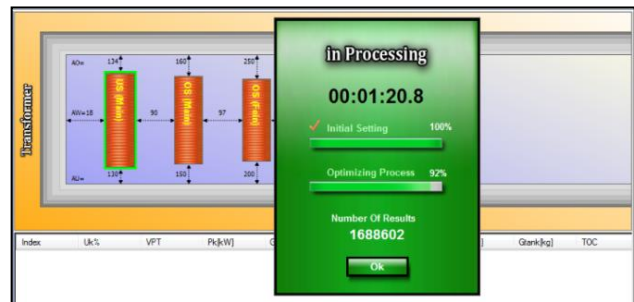 in Processing
00:01:20.8
Initial Setting 100%
Optimizing Process 92%
Number Of Results
1688602
Ok
Transformer
AO= 134 160 250
AW=18 90 97
US (Main)
OS (Main)
OS (Fein)
AU= 130 150 200
Index Uk% VPT Pk[kW] Gtank[kg] TOC